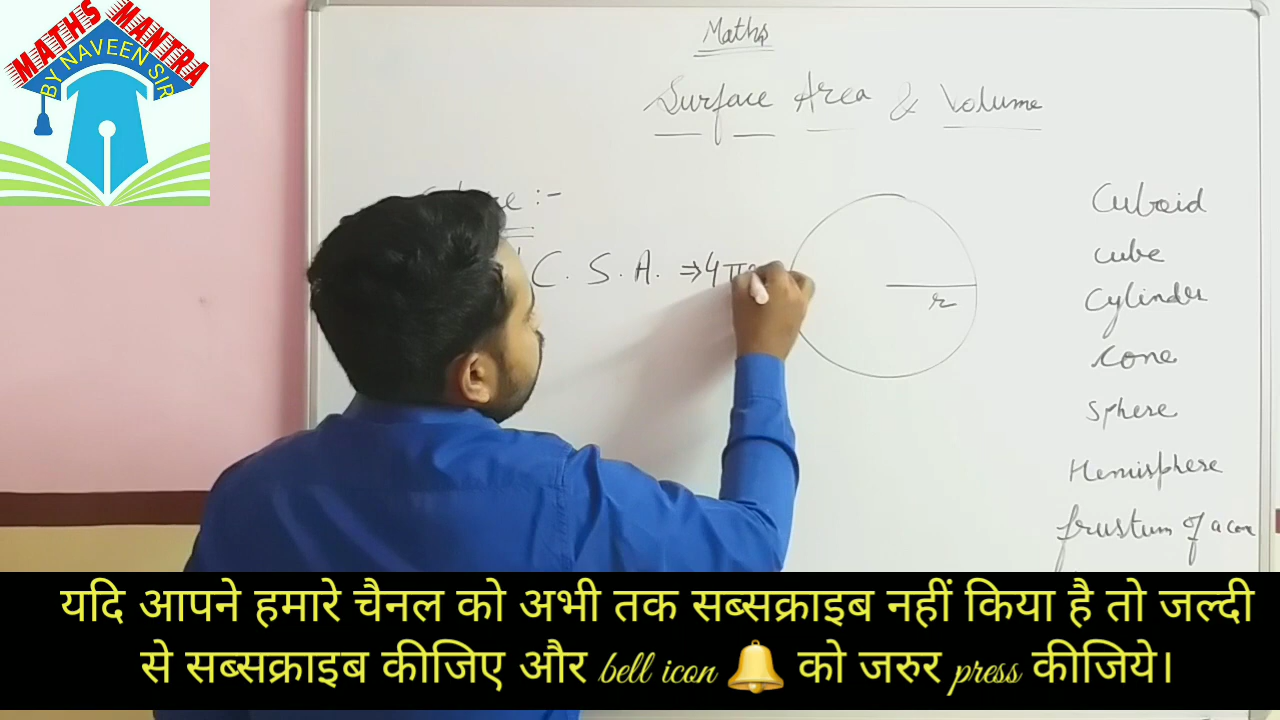 MATHS MANTRA
BY NAVEEN SIR
Maths
Surface Area & Volume
:-
C. S. A. ⇒ 4π
r
Cuboid
cube
Cylinder
Cone
Sphere
Hemisphere
frustum of a cone
यदि आपने हमारे चैनल को अभी तक सब्सक्राइब नहीं किया है तो जल्दी
से सब्सक्राइब कीजिए और bell icon 🔔 को जरुर press कीजिये।